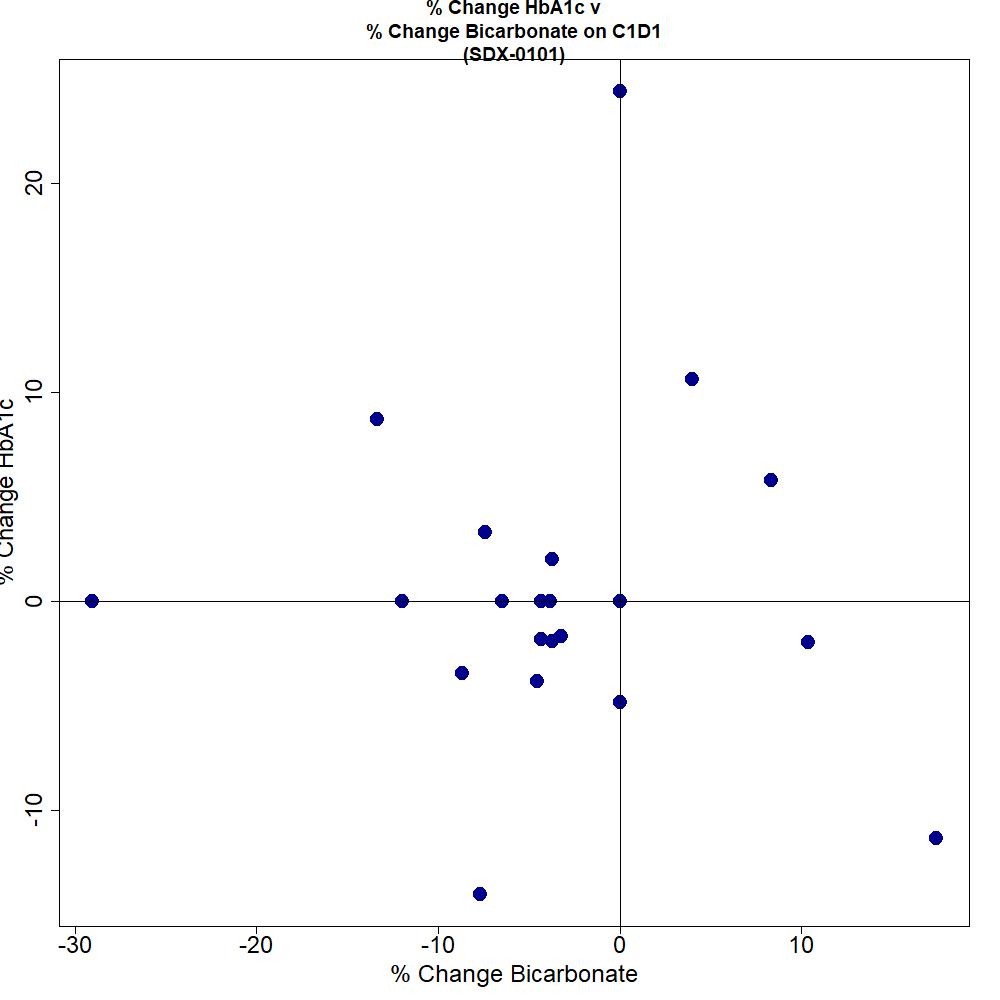 % Change HbA1c v
% Change Bicarbonate on C1D1
(SDX-0101)
% Change HbA1c
20
10
0
-10
-30
-20
-10
0
10
% Change Bicarbonate